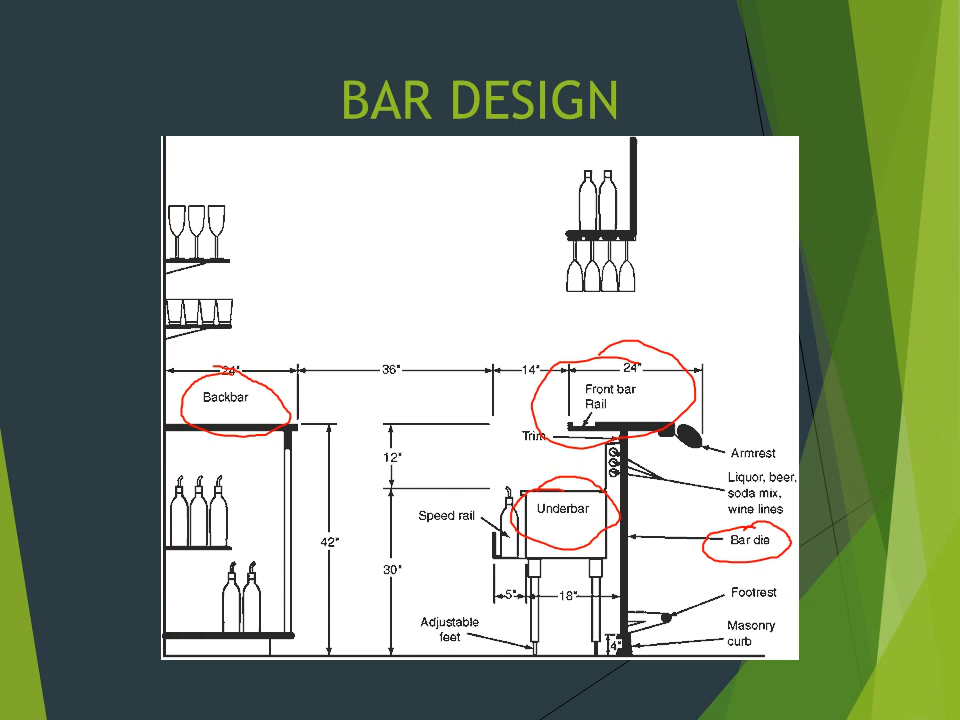 BAR DESIGN
24"
36"
14"
24"
Backbar
Front bar
Rail
Trim
12"
Armrest
Liquor, beer,
soda mix,
wine lines
Speed rail
Underbar
42"
Bar die
30"
5"
18"
Footrest
Adjustable
feet
Masonry
curb
4"